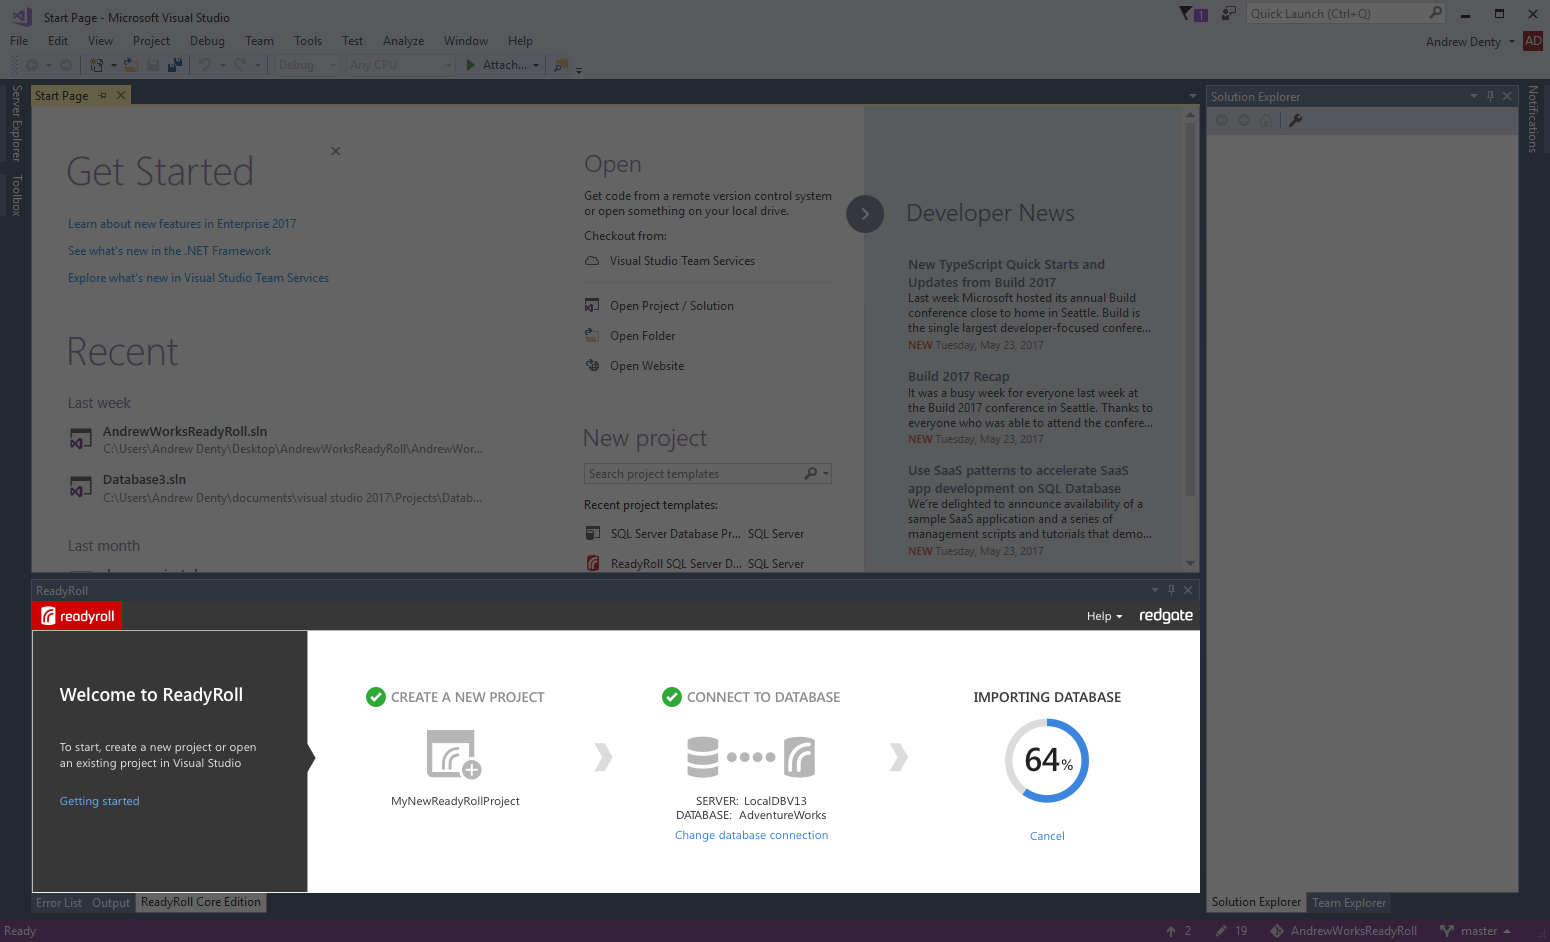 Start Page - Microsoft Visual Studio
1
Quick Launch (Ctrl+Q)
File Edit View Project Debug Team Tools Test Analyze Window Help
Andrew Denty AD
Debug Any CPU Attach...
Server Explorer
Toolbox
Start Page
Get Started
Learn about new features in Enterprise 2017
See what's new in the .NET Framework
Explore what's new in Visual Studio Team Services
Recent
Last week
AndrewWorksReadyRoll.sln
C:\Users\Andrew Denty\Desktop\AndrewWorksReadyRoll\AndrewWor...
Database3.sln
C:\Users\Andrew Denty\documents\visual studio 2017\Projects\Datab...
Last month
Open
Get code from a remote version control system
or open something on your local drive.
Checkout from:
Visual Studio Team Services
Open Project / Solution
Open Folder
Open Website
New project
Search project templates
Recent project templates:
SQL Server Database Pr... SQL Server
ReadyRoll SQL Server D... SQL Server
Developer News
New TypeScript Quick Starts and
Updates from Build 2017
Last week Microsoft hosted its annual Build
conference close to home in Seattle. Build is
the single largest developer-focused confere...
NEW Tuesday, May 23, 2017
Build 2017 Recap
It was a busy week for everyone last week at
the Build 2017 conference in Seattle. Thanks to
everyone who was able to attend the confere...
NEW Tuesday, May 23, 2017
Use SaaS patterns to accelerate SaaS
app development on SQL Database
We're delighted to announce availability of a
sample SaaS application and a series of
management scripts and tutorials that demo...
NEW Tuesday, May 23, 2017
Solution Explorer
Notifications
ReadyRoll
readyroll
Help
redgate
Welcome to ReadyRoll
To start, create a new project or open
an existing project in Visual Studio
Getting started
CREATE A NEW PROJECT
MyNewReadyRollProject
CONNECT TO DATABASE
SERVER: LocalDBV13
DATABASE: AdventureWorks
Change database connection
IMPORTING DATABASE
64%
Cancel
Error List Output ReadyRoll Core Edition
Solution Explorer Team Explorer
Ready
2 19 AndrewWorksReadyRoll master